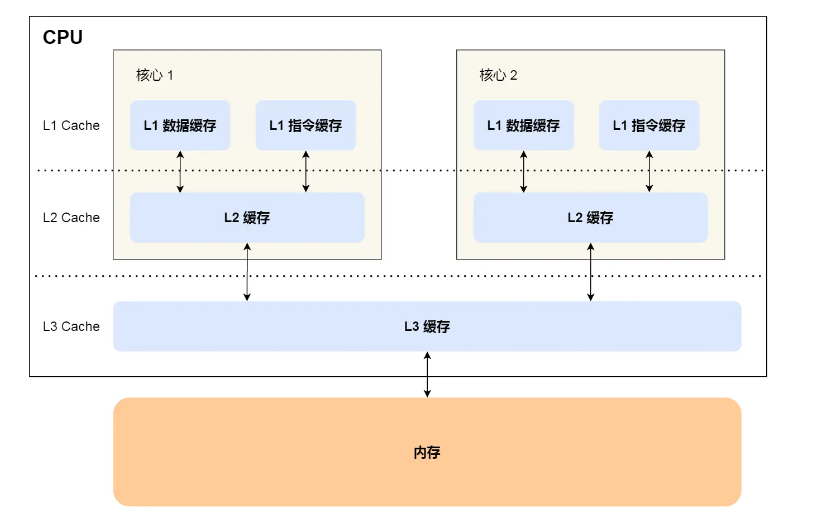 CPU
核心 1
核心 2
L1 Cache
L1 数据缓存
L1 指令缓存
L1 数据缓存
L1 指令缓存
L2 Cache
L2 缓存
L2 缓存
L3 Cache
L3 缓存
内存